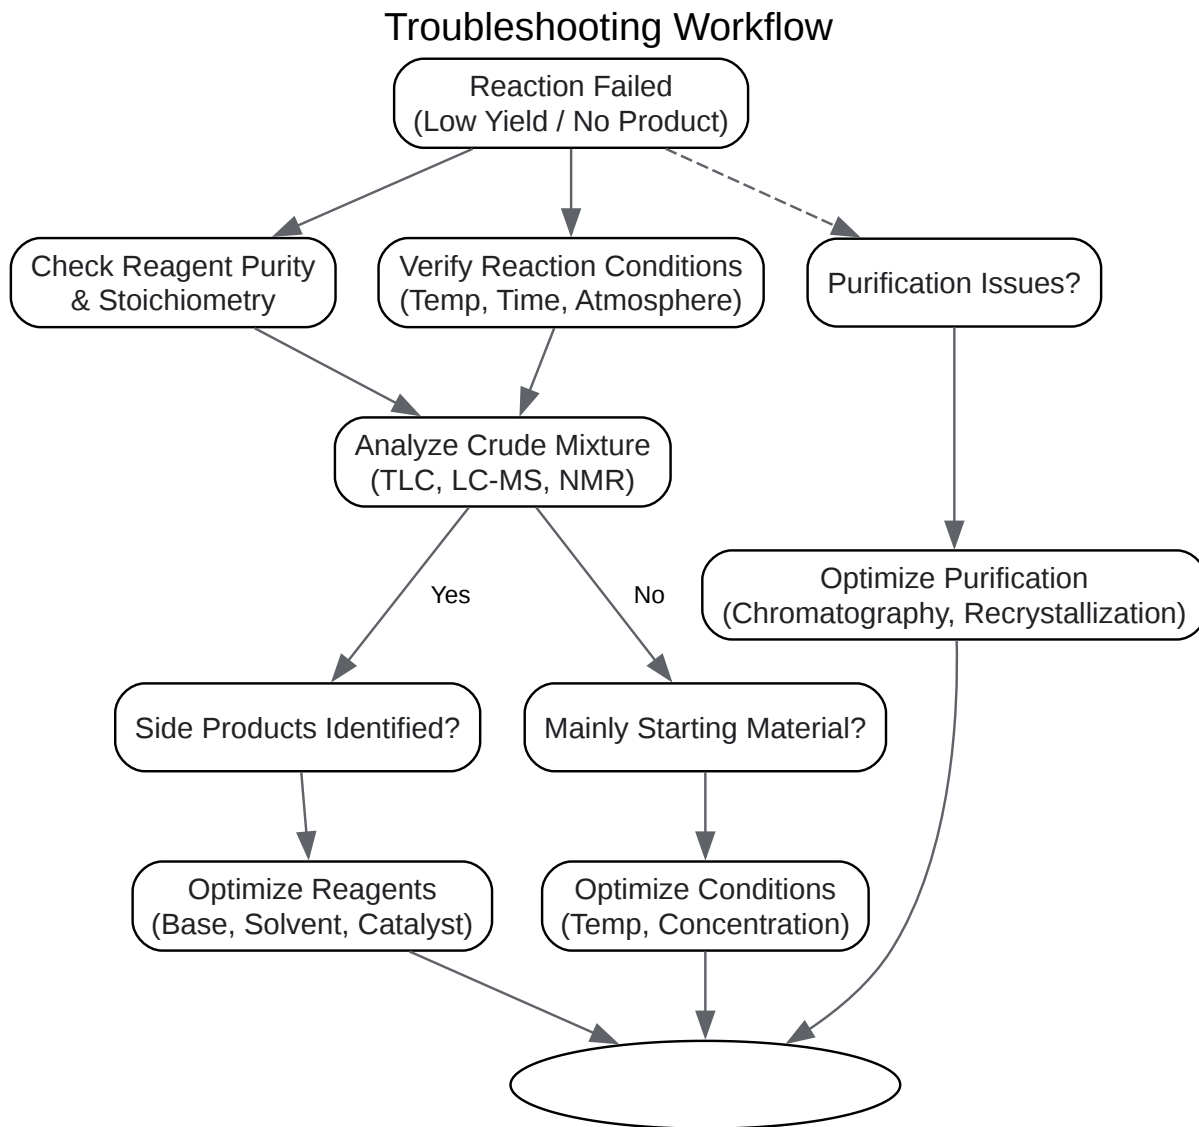 Troubleshooting Workflow
Reaction Failed
(Low Yield / No Product)
Check Reagent Purity
& Stoichiometry
Verify Reaction Conditions
(Temp, Time, Atmosphere)
Purification Issues?
Analyze Crude Mixture
(TLC, LC-MS, NMR)
Yes
No
Optimize Purification
(Chromatography, Recrystallization)
Side Products Identified?
Mainly Starting Material?
Optimize Reagents
(Base, Solvent, Catalyst)
Optimize Conditions
(Temp, Concentration)